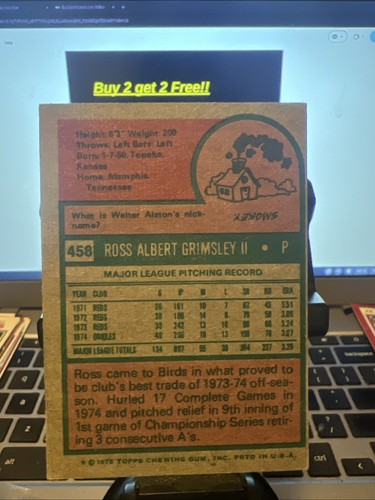 Buy 2 get 2 Free!!
Height: 6'3" Weight: 200
Throws: Left Bats: Left
Born: 1-7-50, Topeka,
Kansas
Home: Memphis,
Tennessee
SMOKEY
What is Walter Alston's nick-
name?
458 ROSS ALBERT GRIMSLEY II • P
MAJOR LEAGUE PITCHING RECORD
YEAR CLUB G IP W L SO BB ERA
1971 REDS
1972 REDS
1973 REDS
1974 ORIOLES
MAJOR LEAGUE TOTALS
Ross came to Birds in what proved to
be club's best trade of 1973-74 off-sea-
son. Hurled 17 Complete Games in
1974 and pitched relief in 9th inning of
1st game of Championship Series retir-
ing 3 consecutive A's.
* © 1975 TOPPS CHEWING GUM, INC. PRTD IN U.S.A.